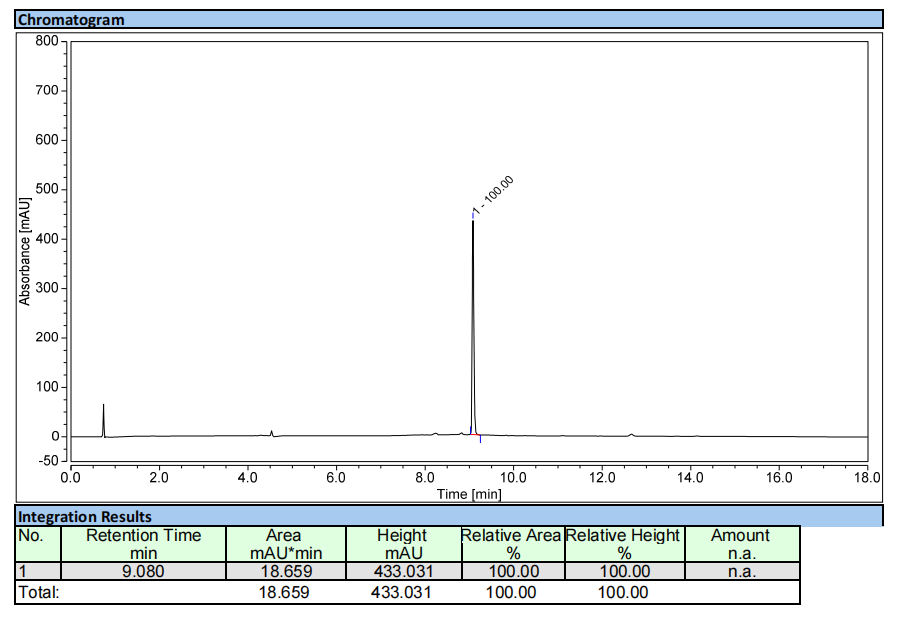 Chromatogram
800
700
600
500
400
300
200
100
0
-50
Absorbance [mAU]
1 - 100.00
0.0 2.0 4.0 6.0 8.0 10.0 12.0 14.0 16.0 18.0
Time [min]
Integration Results
No. Retention Time Area Height Relative Area Relative Height Amount
min mAU*min mAU % % n.a.
1 9.080 18.659 433.031 100.00 100.00 n.a.
Total: 18.659 433.031 100.00 100.00